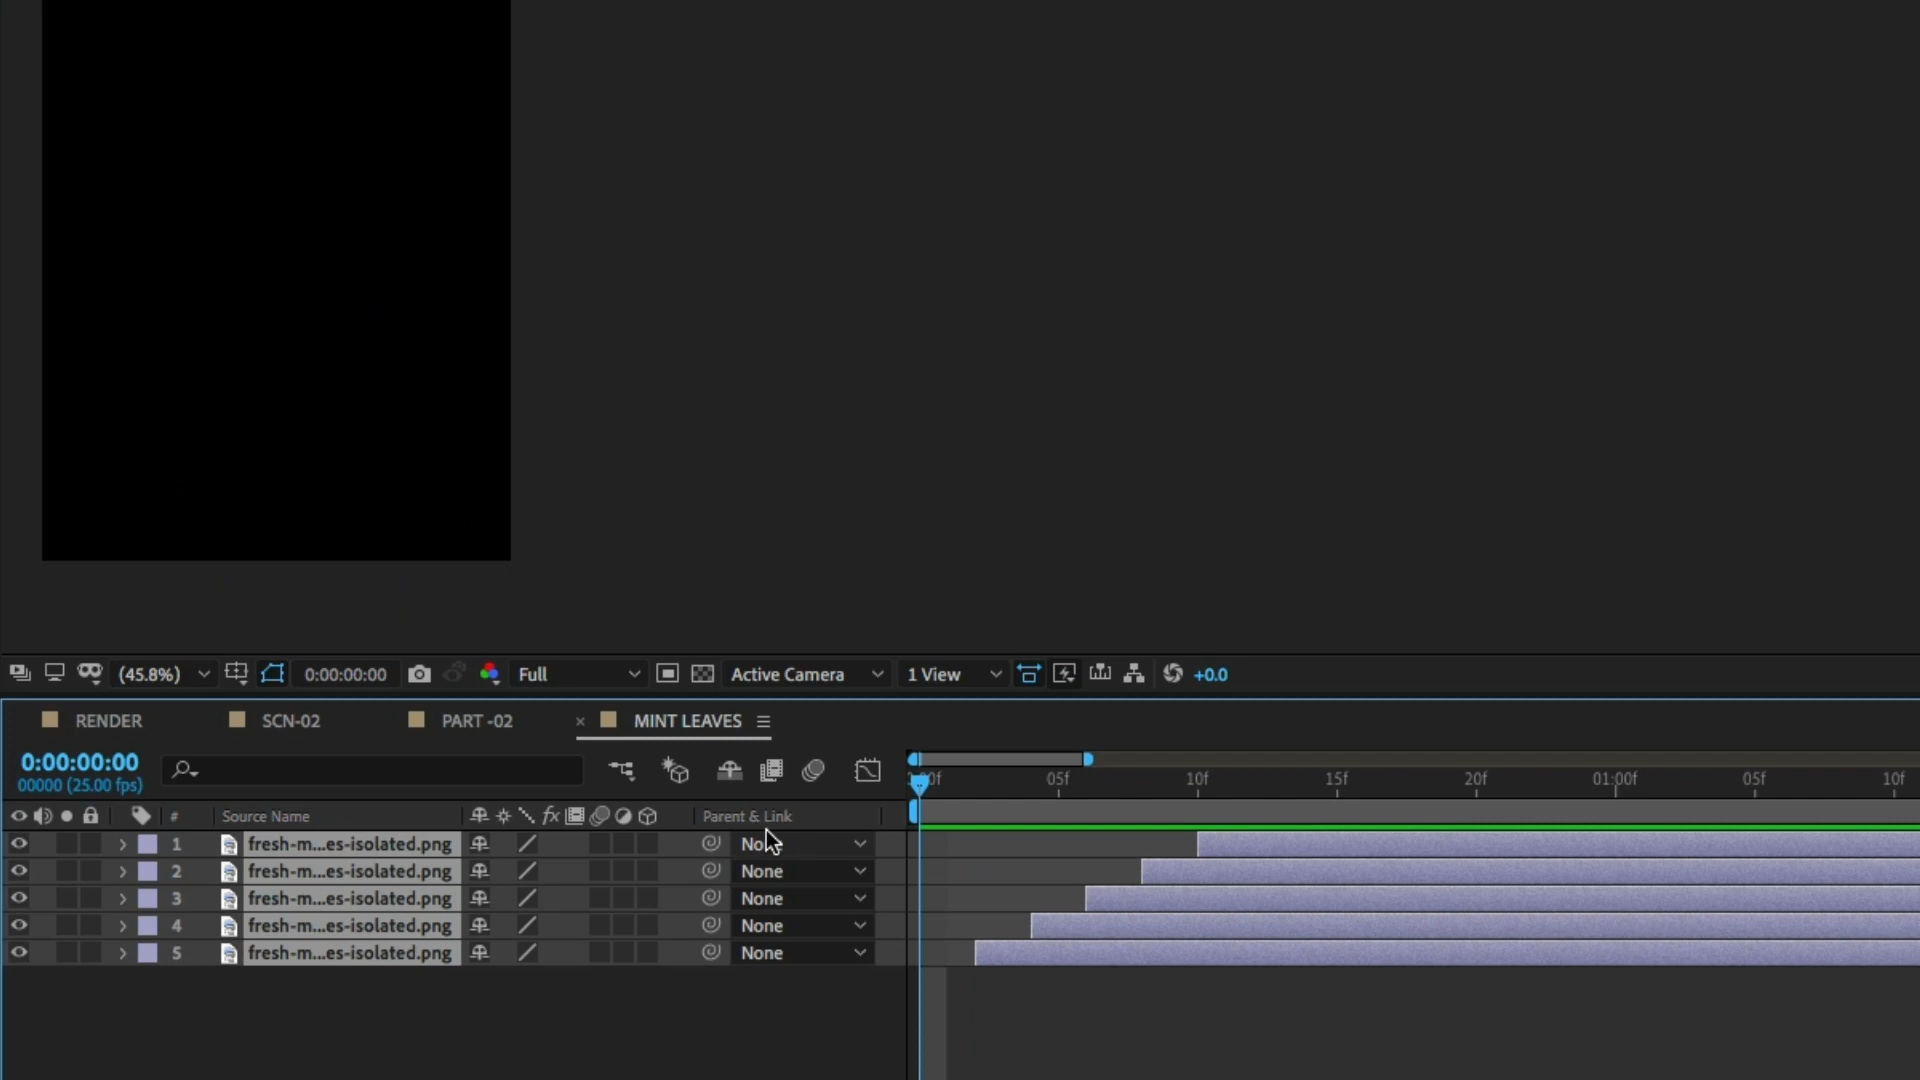 (45.8%) 0:00:00:00 Full Active Camera 1 View +0.0
RENDER SCN-02 PART -02 × MINT LEAVES
0:00:00:00
00000 (25.00 fps)
05f 10f 15f 20f 01:00f 05f 10f
# Source Name fx Parent & Link
1 fresh-m...es-isolated.png
2 fresh-m...es-isolated.png None
3 fresh-m...es-isolated.png None
4 fresh-m...es-isolated.png None
5 fresh-m...es-isolated.png None